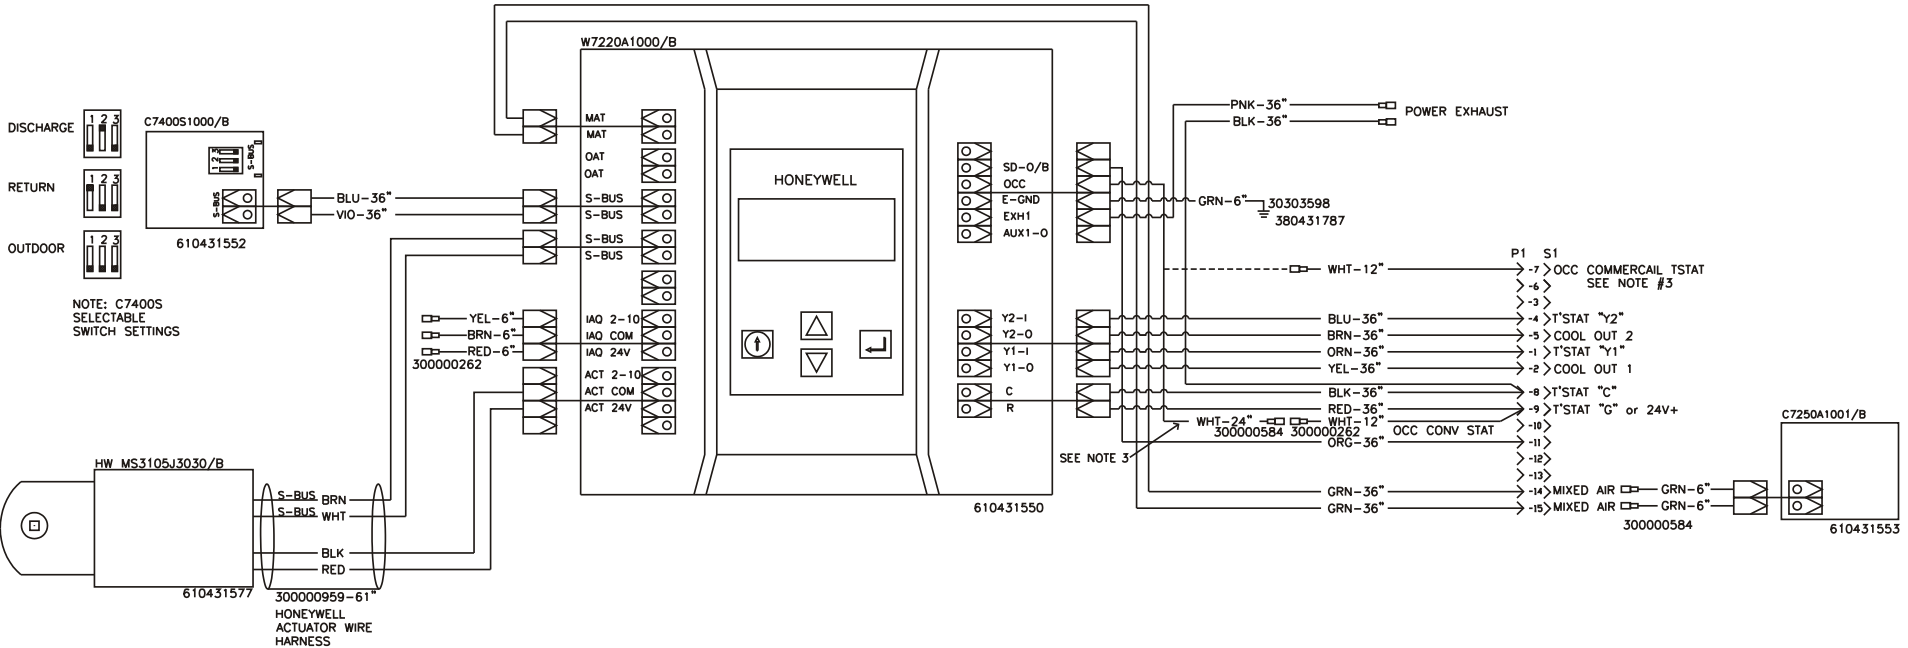 W7220A1000/B
DISCHARGE
1 2 3
RETURN
1 2 3
OUTDOOR
1 2 3
NOTE: C7400S
SELECTABLE
SWITCH SETTINGS
C7400S1000/B
1 2 3
S-BUS
S-BUS
610431552
BLU-36"
VIO-36"
YEL-6"
BRN-6"
RED-6"
300000262
HW MS3105J3030/B
610431577
S-BUS BRN
S-BUS WHT
BLK
RED
300000959-61"
HONEYWELL
ACTUATOR WIRE
HARNESS
MAT
MAT
OAT
OAT
S-BUS
S-BUS
S-BUS
S-BUS
IAQ 2-10
IAQ COM
IAQ 24V
ACT 2-10
ACT COM
ACT 24V
HONEYWELL
SD-O/B
OCC
E-GND
EXH1
AUX1-O
Y2-I
Y2-O
Y1-I
Y1-O
C
R
610431550
PNK-36"
BLK-36"
POWER EXHAUST
GRN-6"
30303598
380431787
WHT-12"
BLU-36"
BRN-36"
ORN-36"
YEL-36"
BLK-36"
RED-36"
WHT-24"
WHT-12"
300000584 300000262
OCC CONV STAT
ORG-36"
SEE NOTE 3
GRN-36"
GRN-36"
P1 S1
-7 OCC COMMERCAIL TSTAT
SEE NOTE #3
-6
-3
-4 T'STAT "Y2"
-5 COOL OUT 2
-1 T'STAT "Y1"
-2 COOL OUT 1
-8 T'STAT "C"
-9 T'STAT "G" or 24V+
-10
-11
-12
-13
-14 MIXED AIR
-15 MIXED AIR
GRN-6"
GRN-6"
300000584
C7250A1001/B
610431553